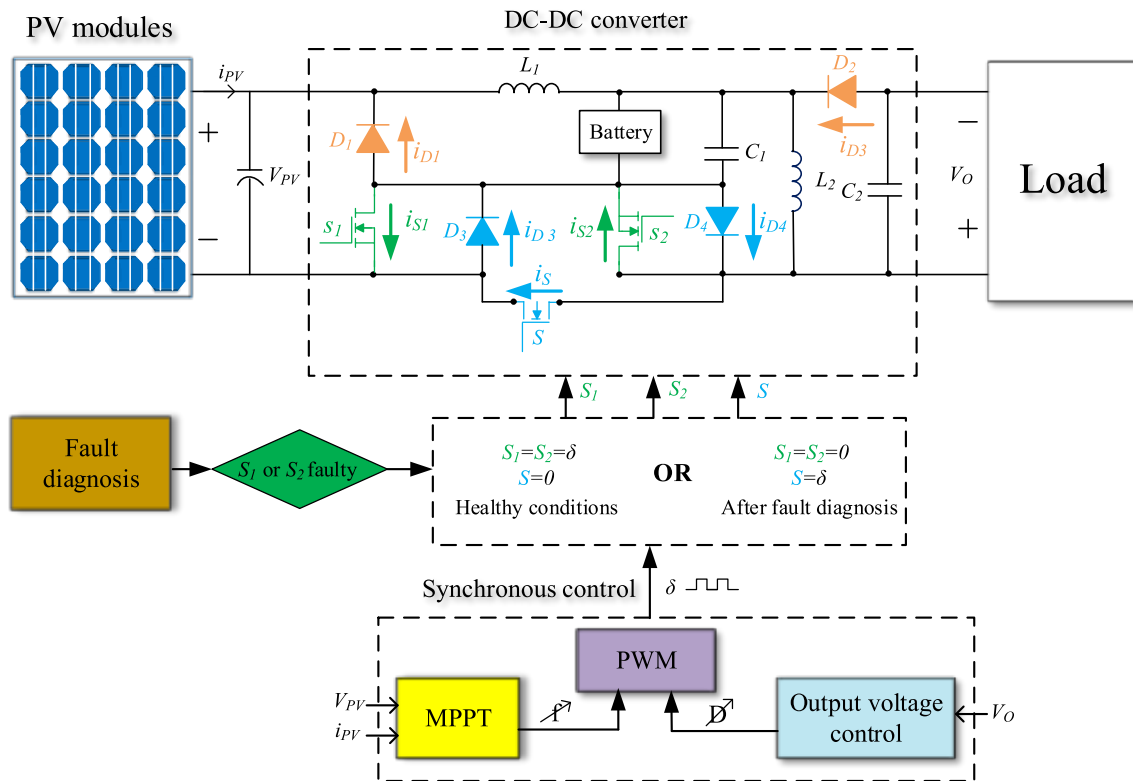 PV modules
DC-DC converter
iPV
L1
D2
+
D1
iD1
Battery
C1
iD3
−
VPV
L2
C2
VO
Load
s1
iS1
D3
iD 3
iS2
s2
D4
iD4
−
+
iS
S
S1
S2
S
Fault
diagnosis
S1 or S2 faulty
S1=S2=δ
S=0
Healthy conditions
OR
S1=S2=0
S=δ
After fault diagnosis
Synchronous control
δ
PWM
VPV
iPV
MPPT
f
D
Output voltage
control
VO